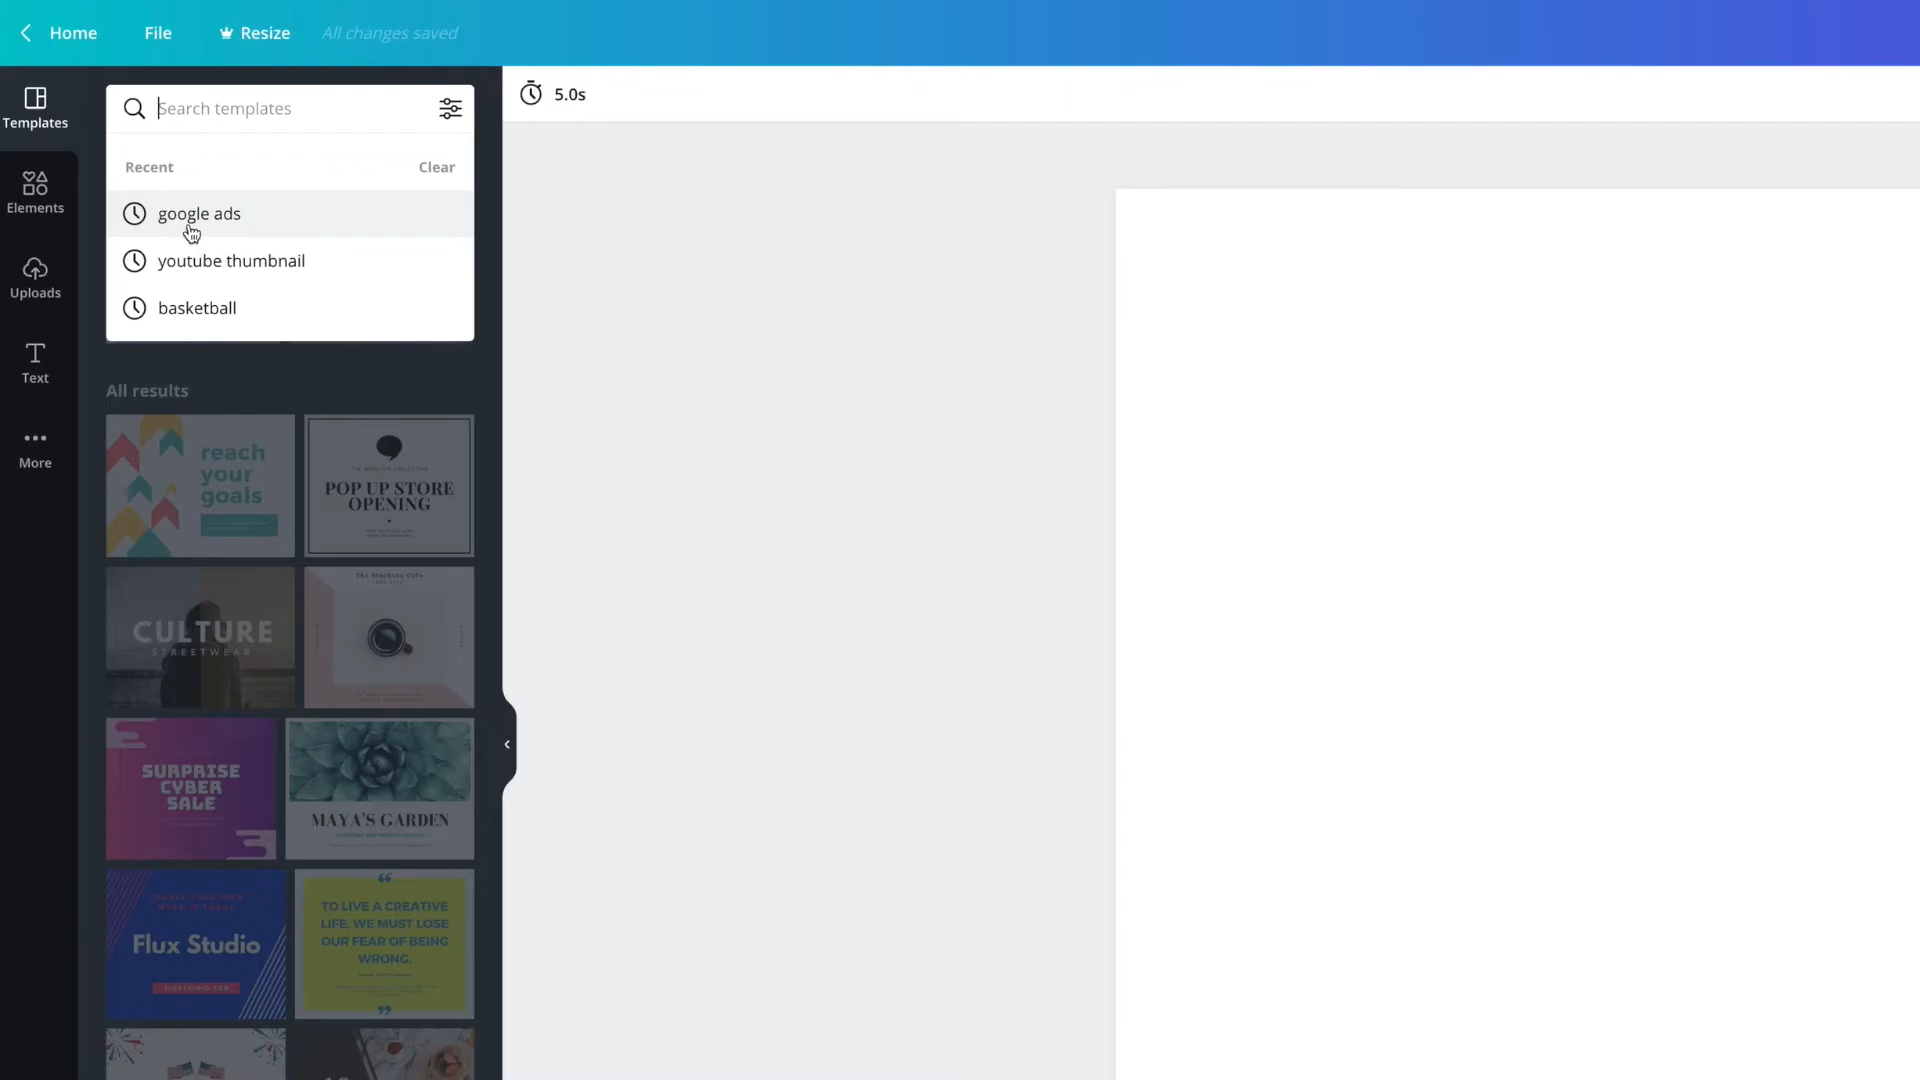 Home
File
Resize
All changes saved
Templates
Search templates
5.0s
Recent
Clear
google ads
youtube thumbnail
basketball
Elements
Uploads
Text
More
All results
reach
your
goals
POP UP STORE
OPENING
CULTURE
STREETWEAR
SURPRISE
CYBER
SALE
MAYA'S GARDEN
Flux Studio
“
TO LIVE A CREATIVE
LIFE, WE MUST LOSE
OUR FEAR OF BEING
WRONG.
”